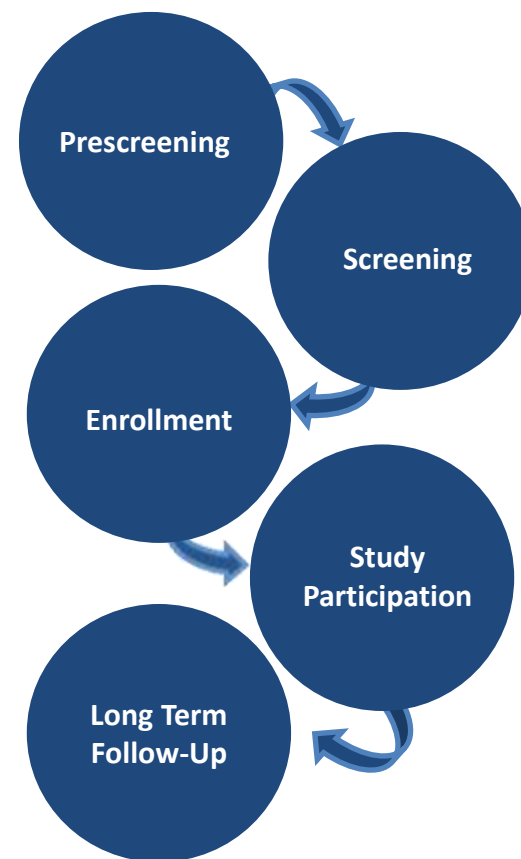 Prescreening
Screening
Enrollment
Study
Participation
Long Term
Follow-Up